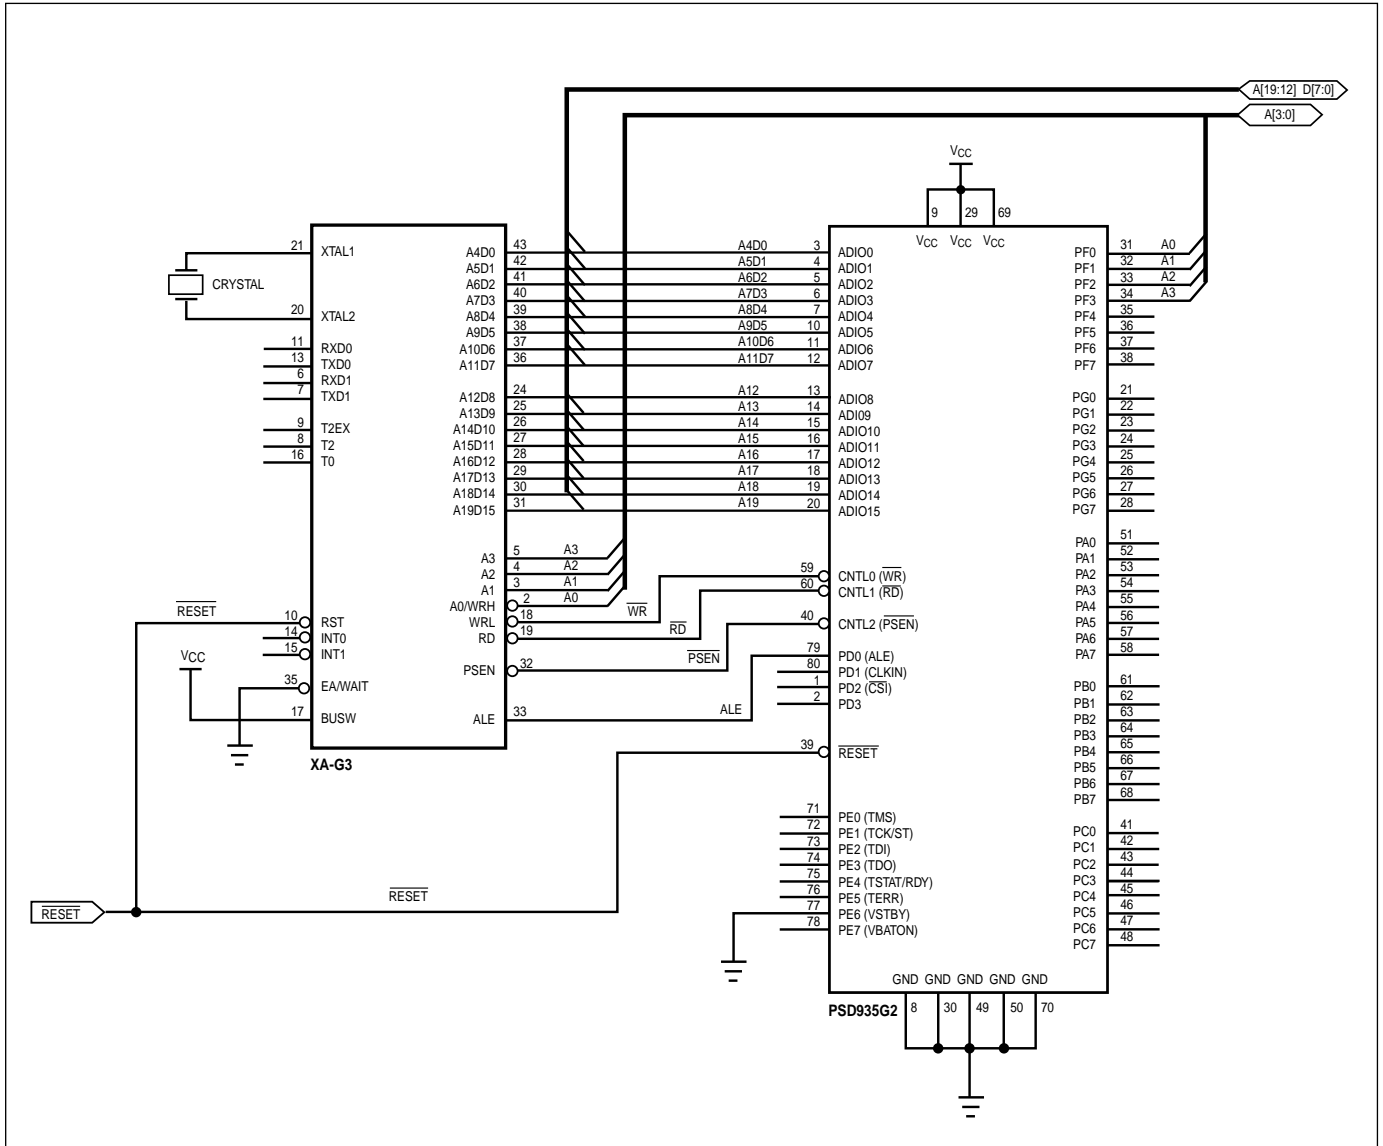 A[19:12] D[7:0]
A[3:0]
VCC
9 29 69
VCC VCC VCC
21 XTAL1
CRYSTAL
20 XTAL2
11 RXD0
13 TXD0
6 RXD1
7 TXD1
9 T2EX
8 T2
16 T0
RESET
10 RST
14 INT0
15 INT1
VCC
35 EA/WAIT
17 BUSW
XA-G3
A4D0 43
A5D1 42
A6D2 41
A7D3 40
A8D4 39
A9D5 38
A10D6 37
A11D7 36
A12D8 24
A13D9 25
A14D10 26
A15D11 27
A16D12 28
A17D13 29
A18D14 30
A19D15 31
A3 5 A3
A2 4 A2
A1 3 A1
A0/WRH 2 A0
WRL 18 WR
RD 19 RD
PSEN 32 PSEN
ALE 33 ALE
A4D0 3 ADIO0
A5D1 4 ADIO1
A6D2 5 ADIO2
A7D3 6 ADIO3
A8D4 7 ADIO4
A9D5 10 ADIO5
A10D6 11 ADIO6
A11D7 12 ADIO7
A12 13 ADIO8
A13 14 ADI09
A14 15 ADIO10
A15 16 ADIO11
A16 17 ADIO12
A17 18 ADIO13
A18 19 ADIO14
A19 20 ADIO15
59 CNTL0 (WR)
60 CNTL1 (RD)
40 CNTL2 (PSEN)
79 PD0 (ALE)
80 PD1 (CLKIN)
1 PD2 (CSI)
2 PD3
39 RESET
71 PE0 (TMS)
72 PE1 (TCK/ST)
73 PE2 (TDI)
74 PE3 (TDO)
75 PE4 (TSTAT/RDY)
76 PE5 (TERR)
77 PE6 (VSTBY)
78 PE7 (VBATON)
PF0 31 A0
PF1 32 A1
PF2 33 A2
PF3 34 A3
PF4 35
PF5 36
PF6 37
PF7 38
PG0 21
PG1 22
PG2 23
PG3 24
PG4 25
PG5 26
PG6 27
PG7 28
PA0 51
PA1 52
PA2 53
PA3 54
PA4 55
PA5 56
PA6 57
PA7 58
PB0 61
PB1 62
PB2 63
PB3 64
PB4 65
PB5 66
PB6 67
PB7 68
PC0 41
PC1 42
PC2 43
PC3 44
PC4 45
PC5 46
PC6 47
PC7 48
RESET
RESET
GND GND GND GND GND
PSD935G2
8 30 49 50 70